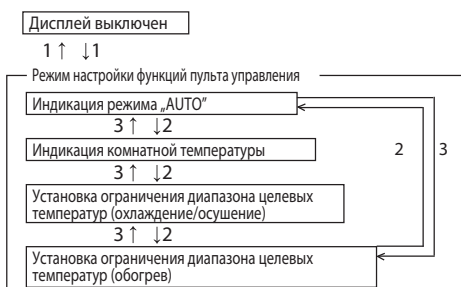 Дисплей выключен
1↑ ↓1
Режим настройки функций пульта управления
Индикация режима „AUTO”
3↑ ↓2
Индикация комнатной температуры
3↑ ↓2
Установка ограничения диапазона целевых
температур (охлаждение/осушение)
3↑ ↓2
Установка ограничения диапазона целевых
температур (обогрев)
2 3